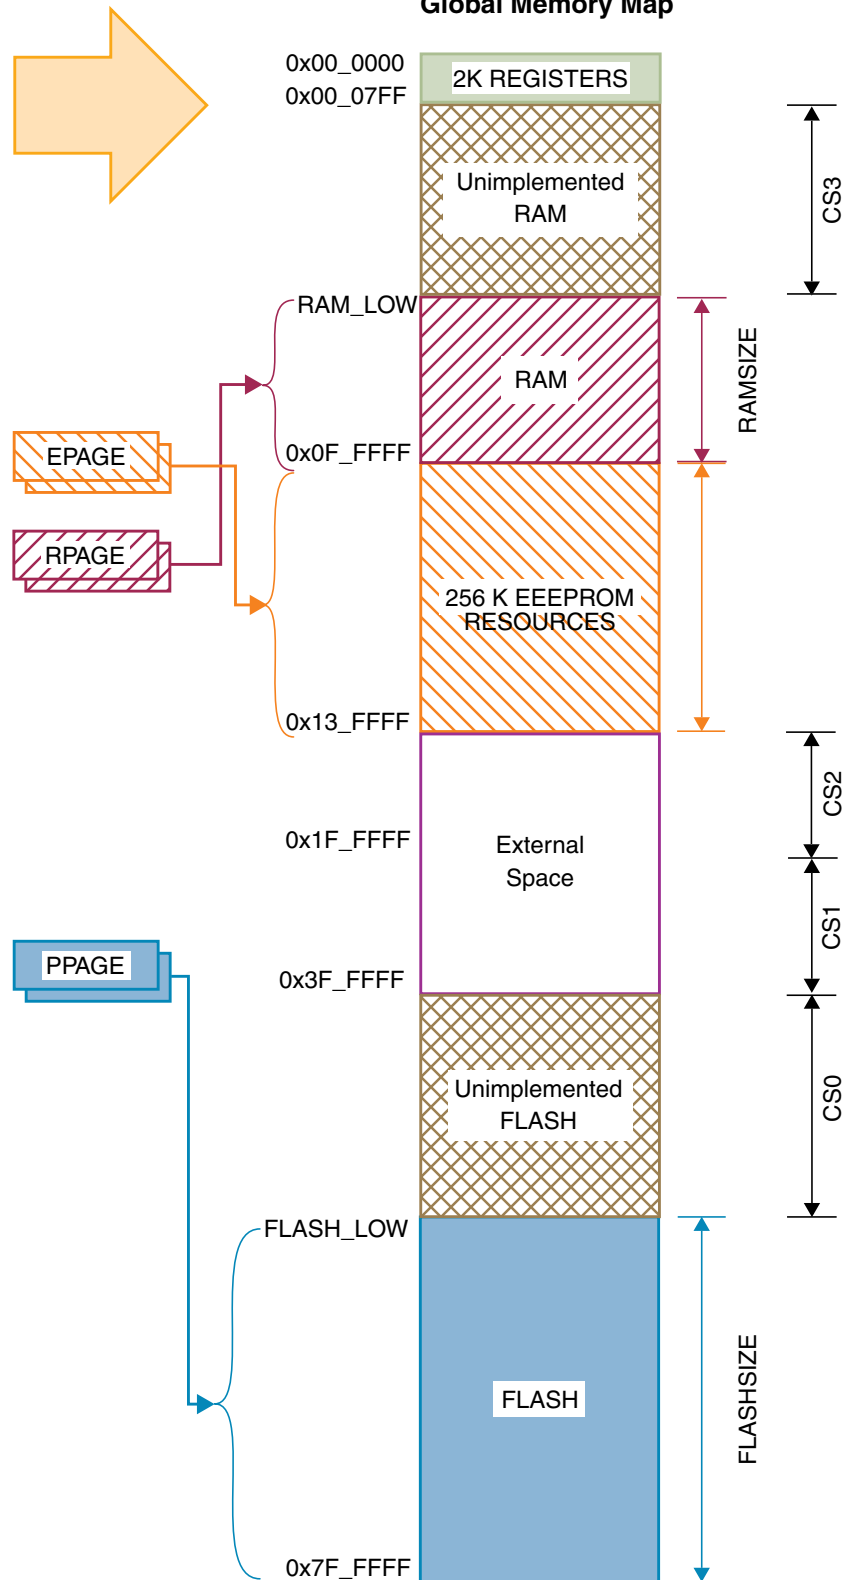 Global Memory Map
0x00_0000
2K REGISTERS
0x00_07FF
Unimplemented
RAM
CS3
RAM_LOW
RAM
RAMSIZE
0x0F_FFFF
EPAGE
RPAGE
256 K EEEPROM
RESOURCES
0x13_FFFF
CS2
0x1F_FFFF
External
Space
CS1
PPAGE
0x3F_FFFF
Unimplemented
FLASH
CS0
FLASH_LOW
FLASH
FLASHSIZE
0x7F_FFFF